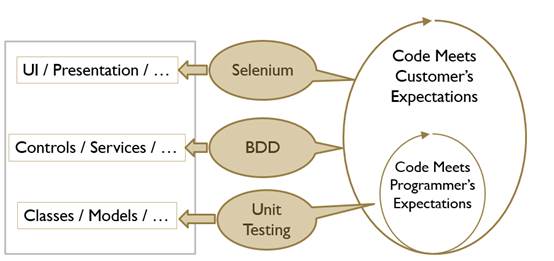 UI / Presentation / ...
Selenium
Code Meets
Customer's
Expectations
Controls / Services / ...
BDD
Code Meets
Programmer's
Expectations
Classes / Models / ...
Unit
Testing